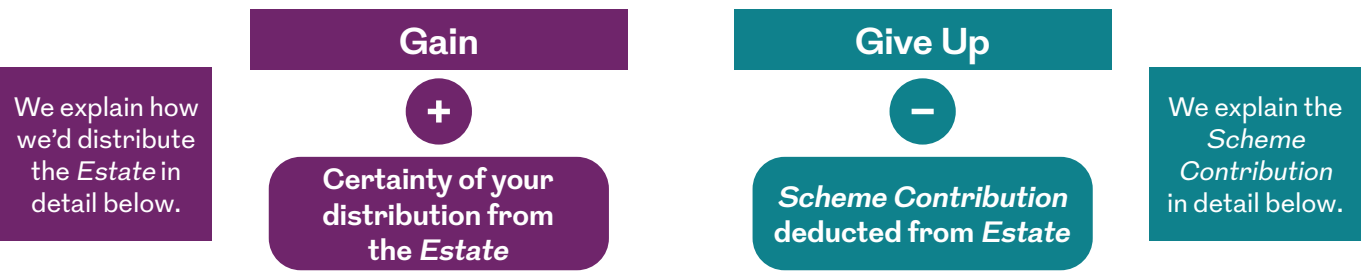 Gain
Give Up
We explain how
we’d distribute
the Estate in
detail below.
+
Certainty of your
distribution from
the Estate
–
Scheme Contribution
deducted from Estate
We explain the
Scheme
Contribution
in detail below.